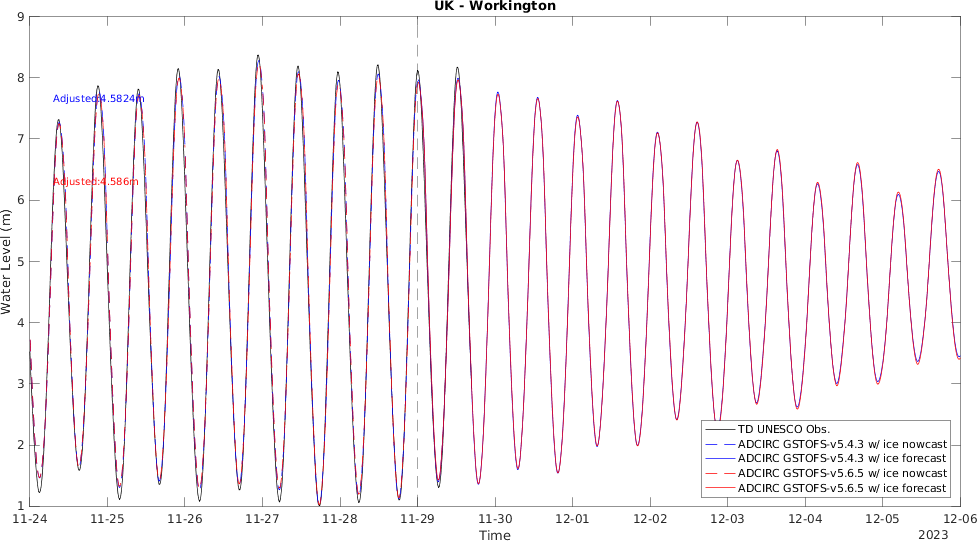 UK - Workington
9
8
7
6
5
4
3
2
1
Water Level (m)
Adjusted:4.5824m
Adjusted:4.586m
TD UNESCO Obs.
ADCIRC GSTOFS-v5.4.3 w/ ice nowcast
ADCIRC GSTOFS-v5.4.3 w/ ice forecast
ADCIRC GSTOFS-v5.6.5 w/ ice nowcast
ADCIRC GSTOFS-v5.6.5 w/ ice forecast
11-24 11-25 11-26 11-27 11-28 11-29 11-30 12-01 12-02 12-03 12-04 12-05 12-06
Time
2023